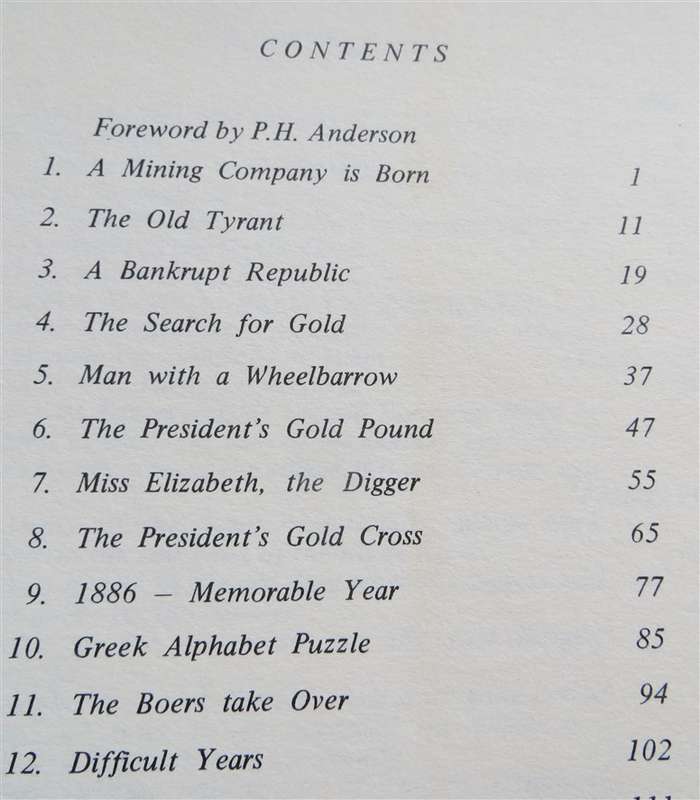 CONTENTS
Foreword by P.H. Anderson
1. A Mining Company is Born 1
2. The Old Tyrant 11
3. A Bankrupt Republic 19
4. The Search for Gold 28
5. Man with a Wheelbarrow 37
6. The President's Gold Pound 47
7. Miss Elizabeth, the Digger 55
8. The President's Gold Cross 65
9. 1886 – Memorable Year 77
10. Greek Alphabet Puzzle 85
11. The Boers take Over 94
12. Difficult Years 102